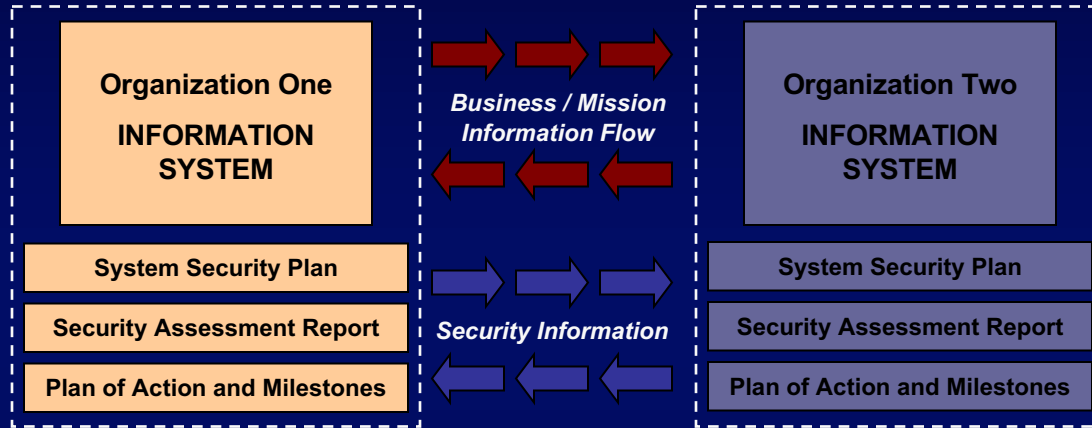 Organization One
INFORMATION
SYSTEM
System Security Plan
Security Assessment Report
Plan of Action and Milestones
Business / Mission
Information Flow
Security Information
Organization Two
INFORMATION
SYSTEM
System Security Plan
Security Assessment Report
Plan of Action and Milestones